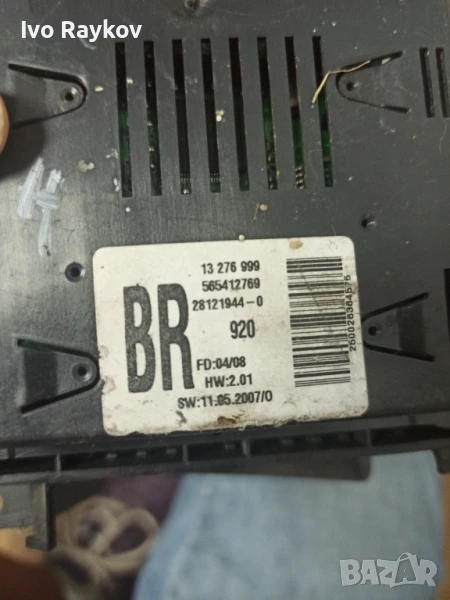 Ivo Raykov
13 276 999
565412769
28121944-0
BR
920
FD:04/08
HW:2.01
SW:11.05.2007/0
BAZAR